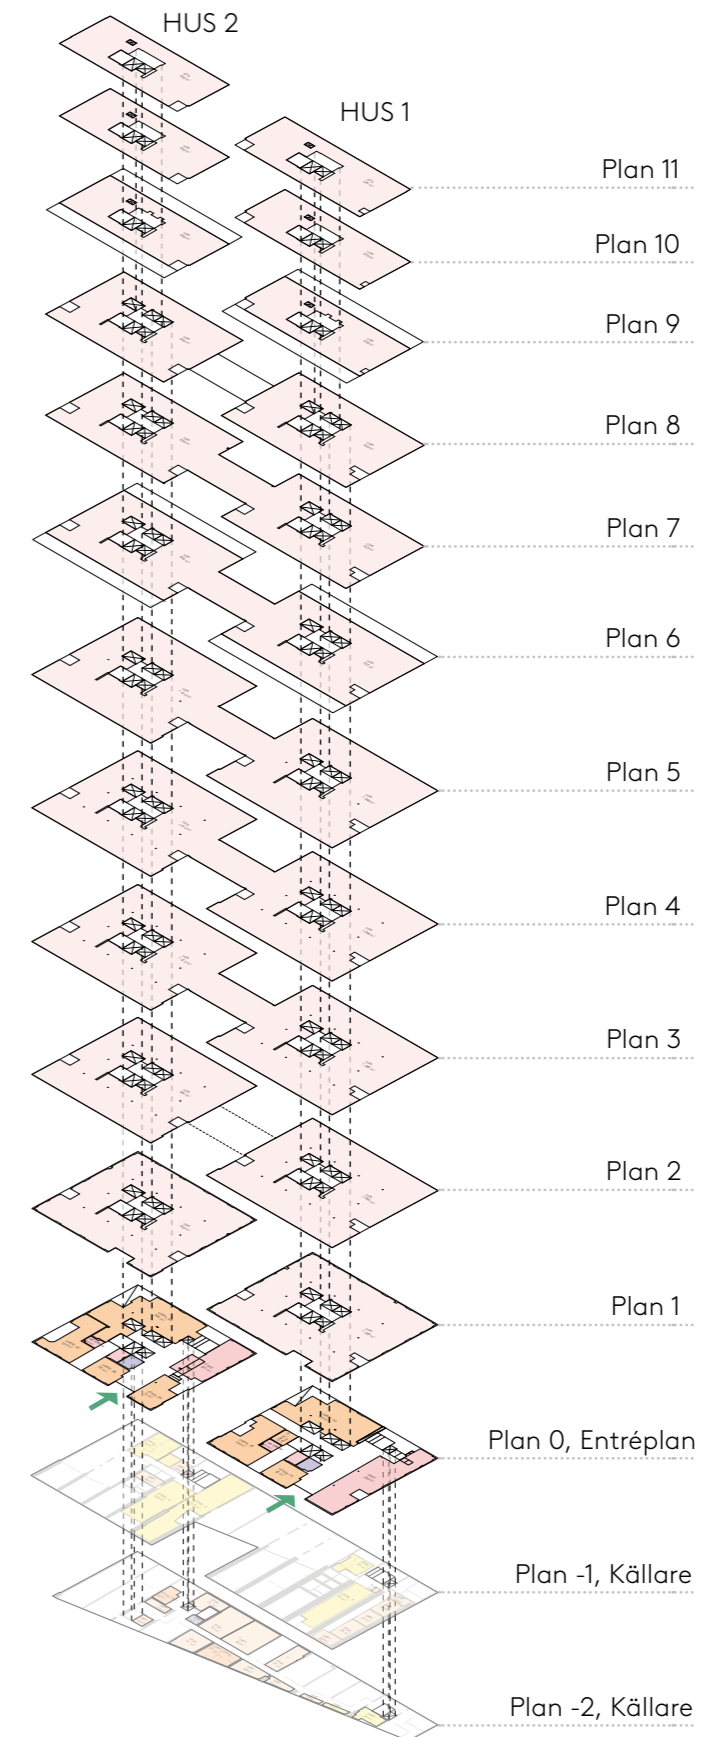 HUS 2
HUS 1
Plan 11
Plan 10
Plan 9
Plan 8
Plan 7
Plan 6
Plan 5
Plan 4
Plan 3
Plan 2
Plan 1
Plan 0, Entréplan
Plan -1, Källare
Plan -2, Källare